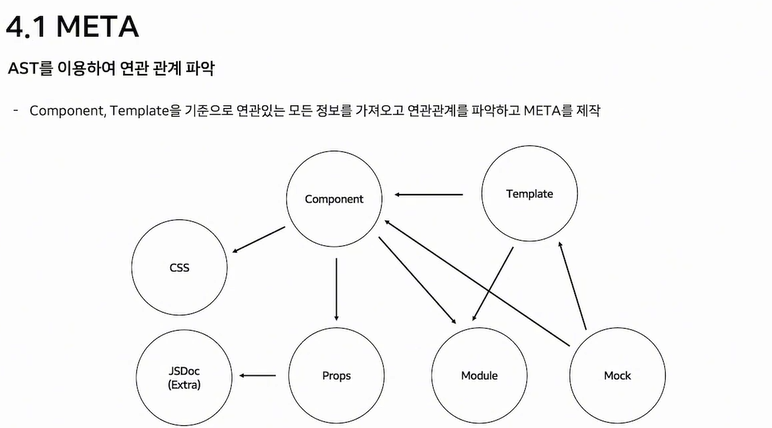 4.1 META
AST를 이용하여 연관 관계 파악
- Component, Template을 기준으로 연관있는 모든 정보를 가져오고 연관관계를 파악하고 META를 제작
Component
Template
CSS
JSDoc
(Extra)
Props
Module
Mock